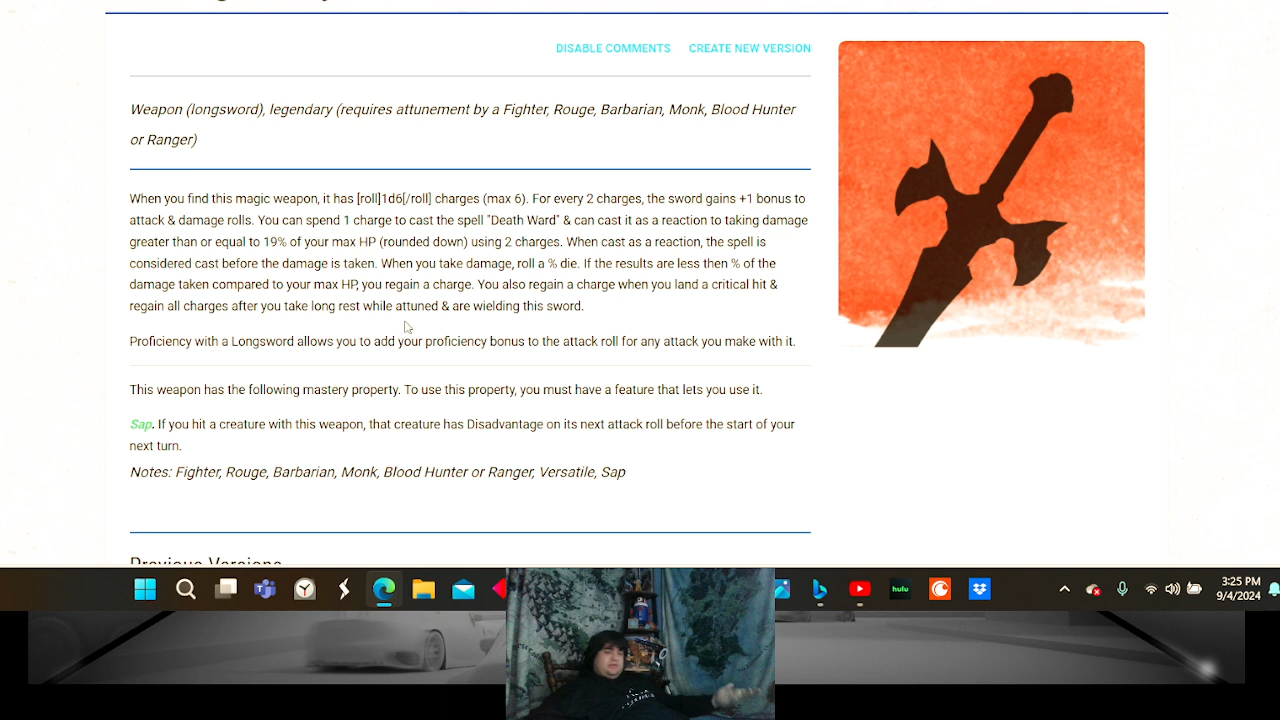 DISABLE COMMENTS CREATE NEW VERSION
Weapon (longsword), legendary (requires attunement by a Fighter, Rouge, Barbarian, Monk, Blood Hunter
or Ranger)
When you find this magic weapon, it has [roll]1d6[/roll] charges (max 6). For every 2 charges, the sword gains +1 bonus to
attack & damage rolls. You can spend 1 charge to cast the spell "Death Ward" & can cast it as a reaction to taking damage
greater than or equal to 19% of your max HP (rounded down) using 2 charges. When cast as a reaction, the spell is
considered cast before the damage is taken. When you take damage, roll a % die. If the results are less then % of the
damage taken compared to your max HP, you regain a charge. You also regain a charge when you land a critical hit &
regain all charges after you take long rest while attuned & are wielding this sword.
Proficiency with a Longsword allows you to add your proficiency bonus to the attack roll for any attack you make with it.
This weapon has the following mastery property. To use this property, you must have a feature that lets you use it.
Sap. If you hit a creature with this weapon, that creature has Disadvantage on its next attack roll before the start of your
next turn.
Notes: Fighter, Rouge, Barbarian, Monk, Blood Hunter or Ranger, Versatile, Sap
Previous Versions
hulu
3:25 PM
9/4/2024